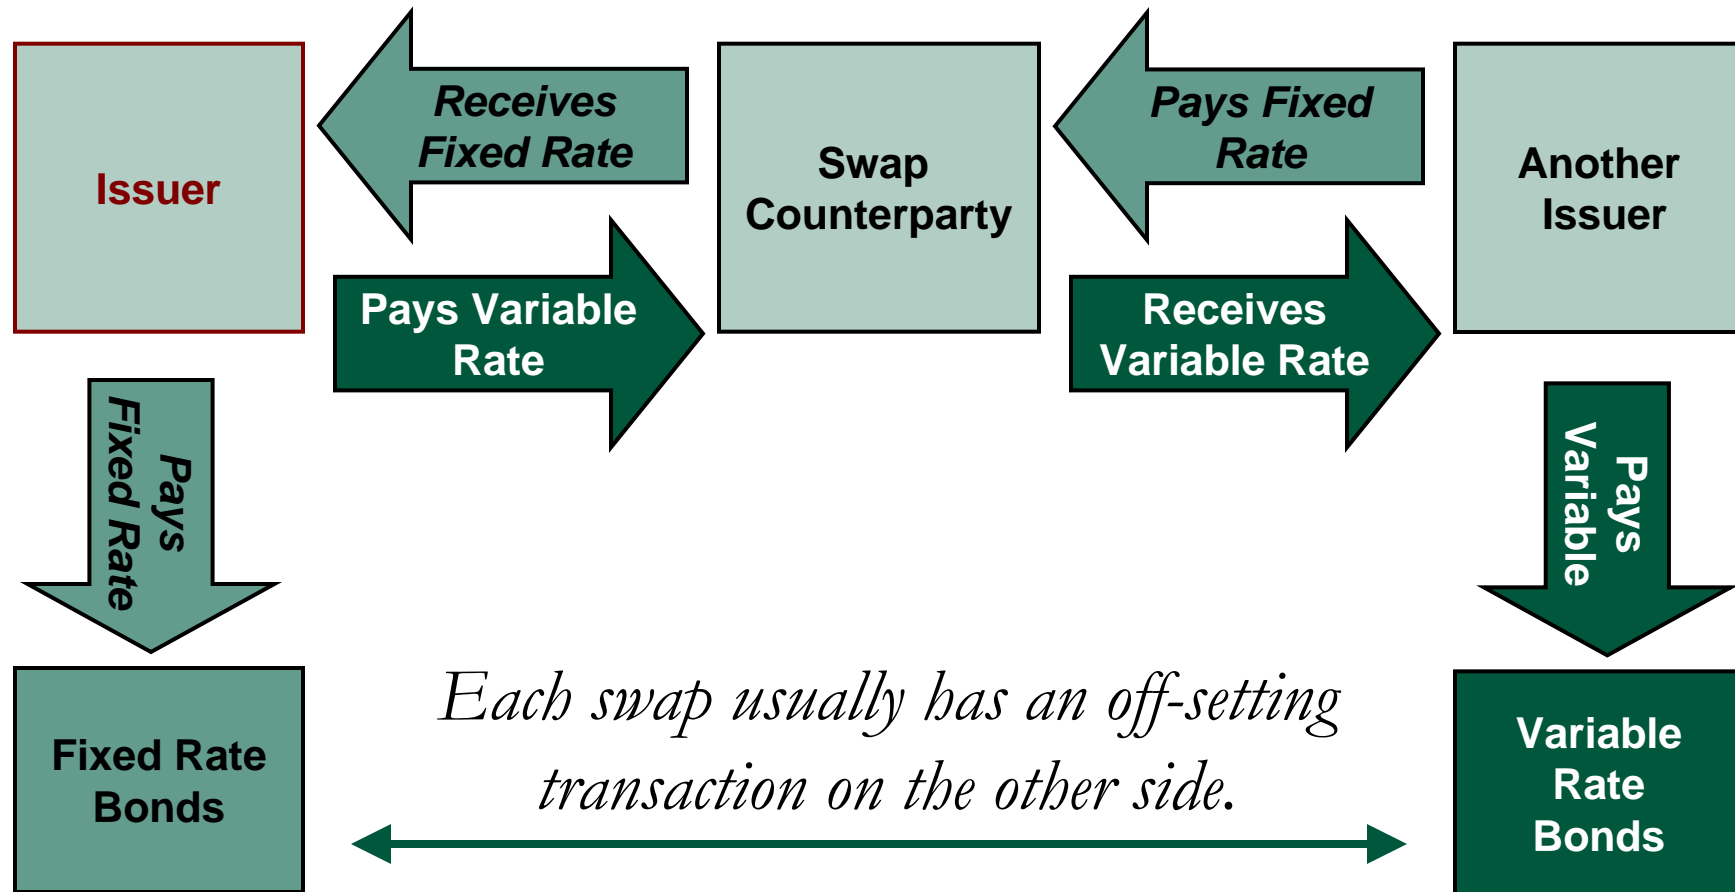 Issuer
Receives
Fixed Rate
Swap
Counterparty
Pays Fixed
Rate
Another
Issuer
Pays Variable
Rate
Receives
Variable Rate
Pays
Fixed Rate
Pays
Variable
Fixed Rate
Bonds
Each swap usually has an off-setting
transaction on the other side.
Variable
Rate
Bonds